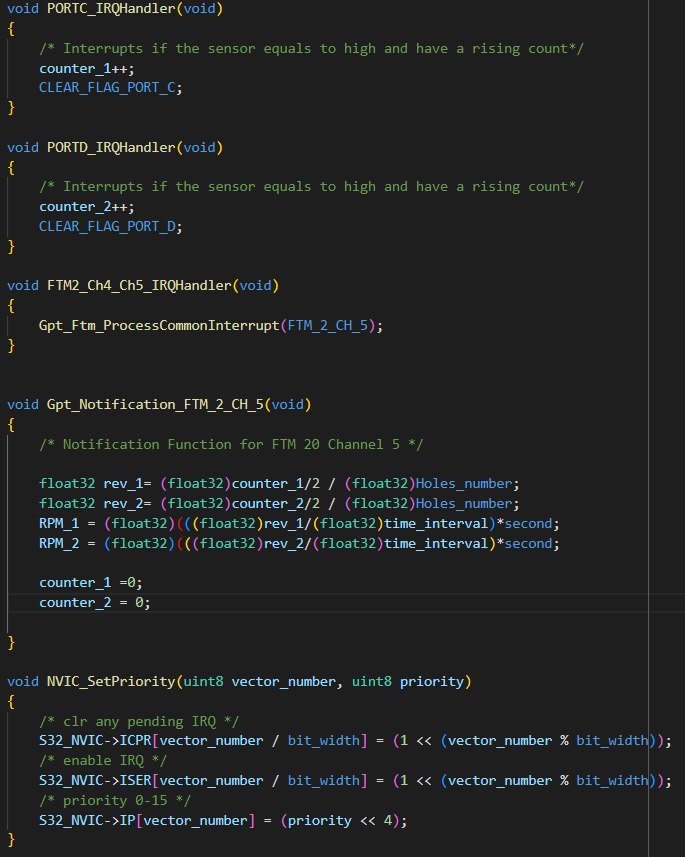 void PORTC_IRQHandler(void)
{
    /* Interrupts if the sensor equals to high and have a rising count*/
    counter_1++;
    CLEAR_FLAG_PORT_C;
}

void PORTD_IRQHandler(void)
{
    /* Interrupts if the sensor equals to high and have a rising count*/
    counter_2++;
    CLEAR_FLAG_PORT_D;
}

void FTM2_Ch4_Ch5_IRQHandler(void)
{
    Gpt_Ftm_ProcessCommonInterrupt(FTM_2_CH_5);
}

void Gpt_Notification_FTM_2_CH_5(void)
{
    /* Notification Function for FTM 20 Channel 5 */

    float32 rev_1= (float32)counter_1/2 / (float32)Holes_number;
    float32 rev_2= (float32)counter_2/2 / (float32)Holes_number;
    RPM_1 = (float32)(((float32)rev_1/(float32)time_interval)*second;
    RPM_2 = (float32)(((float32)rev_2/(float32)time_interval)*second;

    counter_1 =0;
    counter_2 = 0;

}

void NVIC_SetPriority(uint8 vector_number, uint8 priority)
{
    /* clr any pending IRQ */
    S32_NVIC->ICPR[vector_number / bit_width] = (1 << (vector_number % bit_width));
    /* enable IRQ */
    S32_NVIC->ISER[vector_number / bit_width] = (1 << (vector_number % bit_width));
    /* priority 0-15 */
    S32_NVIC->IP[vector_number] = (priority << 4);
}